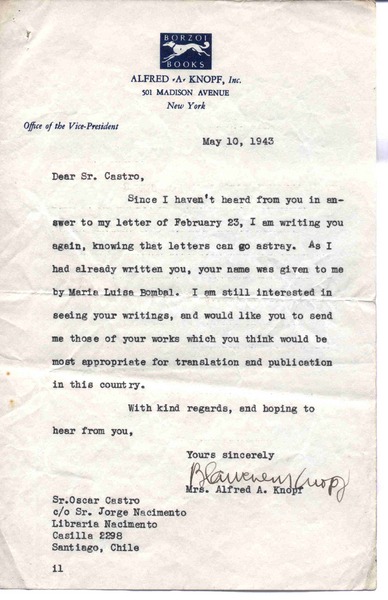 BORZOI
BOOKS
ALFRED · A · KNOPF, Inc.
501 MADISON AVENUE
New York
Office of the Vice-President
May 10, 1943
Dear Sr. Castro,
Since I haven't heard from you in an-
swer to my letter of February 23, I am writing you
again, knowing that letters can go astray. As I
had already written you, your name was given to me
by Maria Luisa Bombal. I am still interested in
seeing your writings, and would like you to send
me those of your works which you think would be
most appropriate for translation and publication
in this country.
With kind regards, and hoping to
hear from you,
Yours sincerely
Knopf
Mrs. Alfred A. Knopf
Sr.Oscar Castro
c/o Sr. Jorge Nacimento
Libraria Nacimento
Casilla 2298
Santiago, Chile